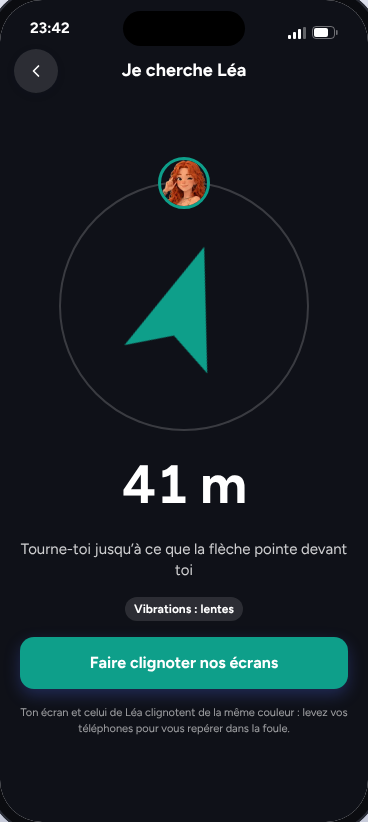 23:42
Je cherche Léa
41 m
Tourne-toi jusqu'à ce que la flèche pointe devant
toi
Vibrations : lentes
Faire clignoter nos écrans
Ton écran et celui de Léa clignotent de la même couleur : levez vos
téléphones pour vous repérer dans la foule.